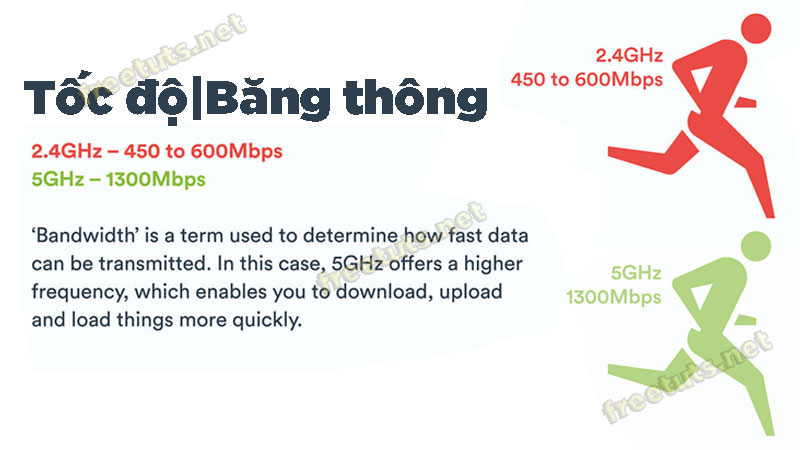 freetuts.net
Tốc độ|Băng thông
2.4GHz – 450 to 600Mbps
5GHz – 1300Mbps
‘Bandwidth’ is a term used to determine how fast data
can be transmitted. In this case, 5GHz offers a higher
frequency, which enables you to download, upload
and load things more quickly.
freetuts.net
2.4GHz
450 to 600Mbps
5GHz
1300Mbps
freetuts.net